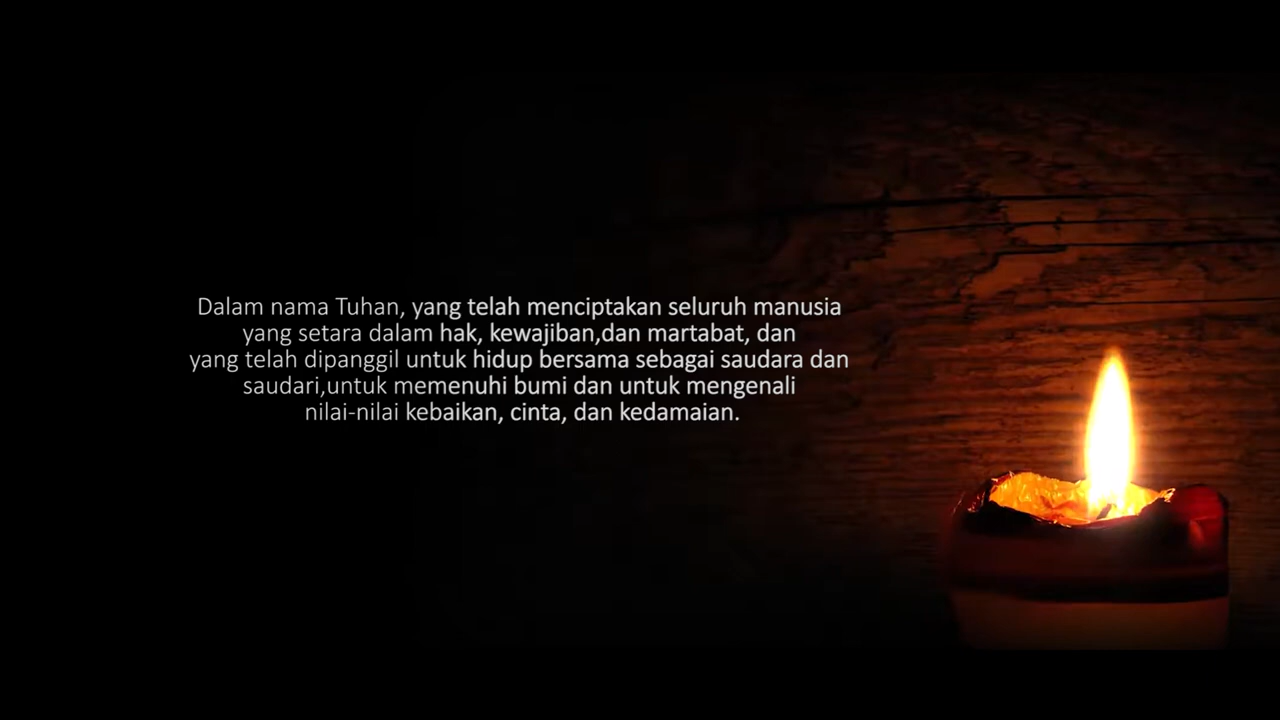 Dalam nama Tuhan, yang telah menciptakan seluruh manusia
yang setara dalam hak, kewajiban,dan martabat, dan
yang telah dipanggil untuk hidup bersama sebagai saudara dan
saudari,untuk memenuhi bumi dan untuk mengenali
nilai-nilai kebaikan, cinta, dan kedamaian.